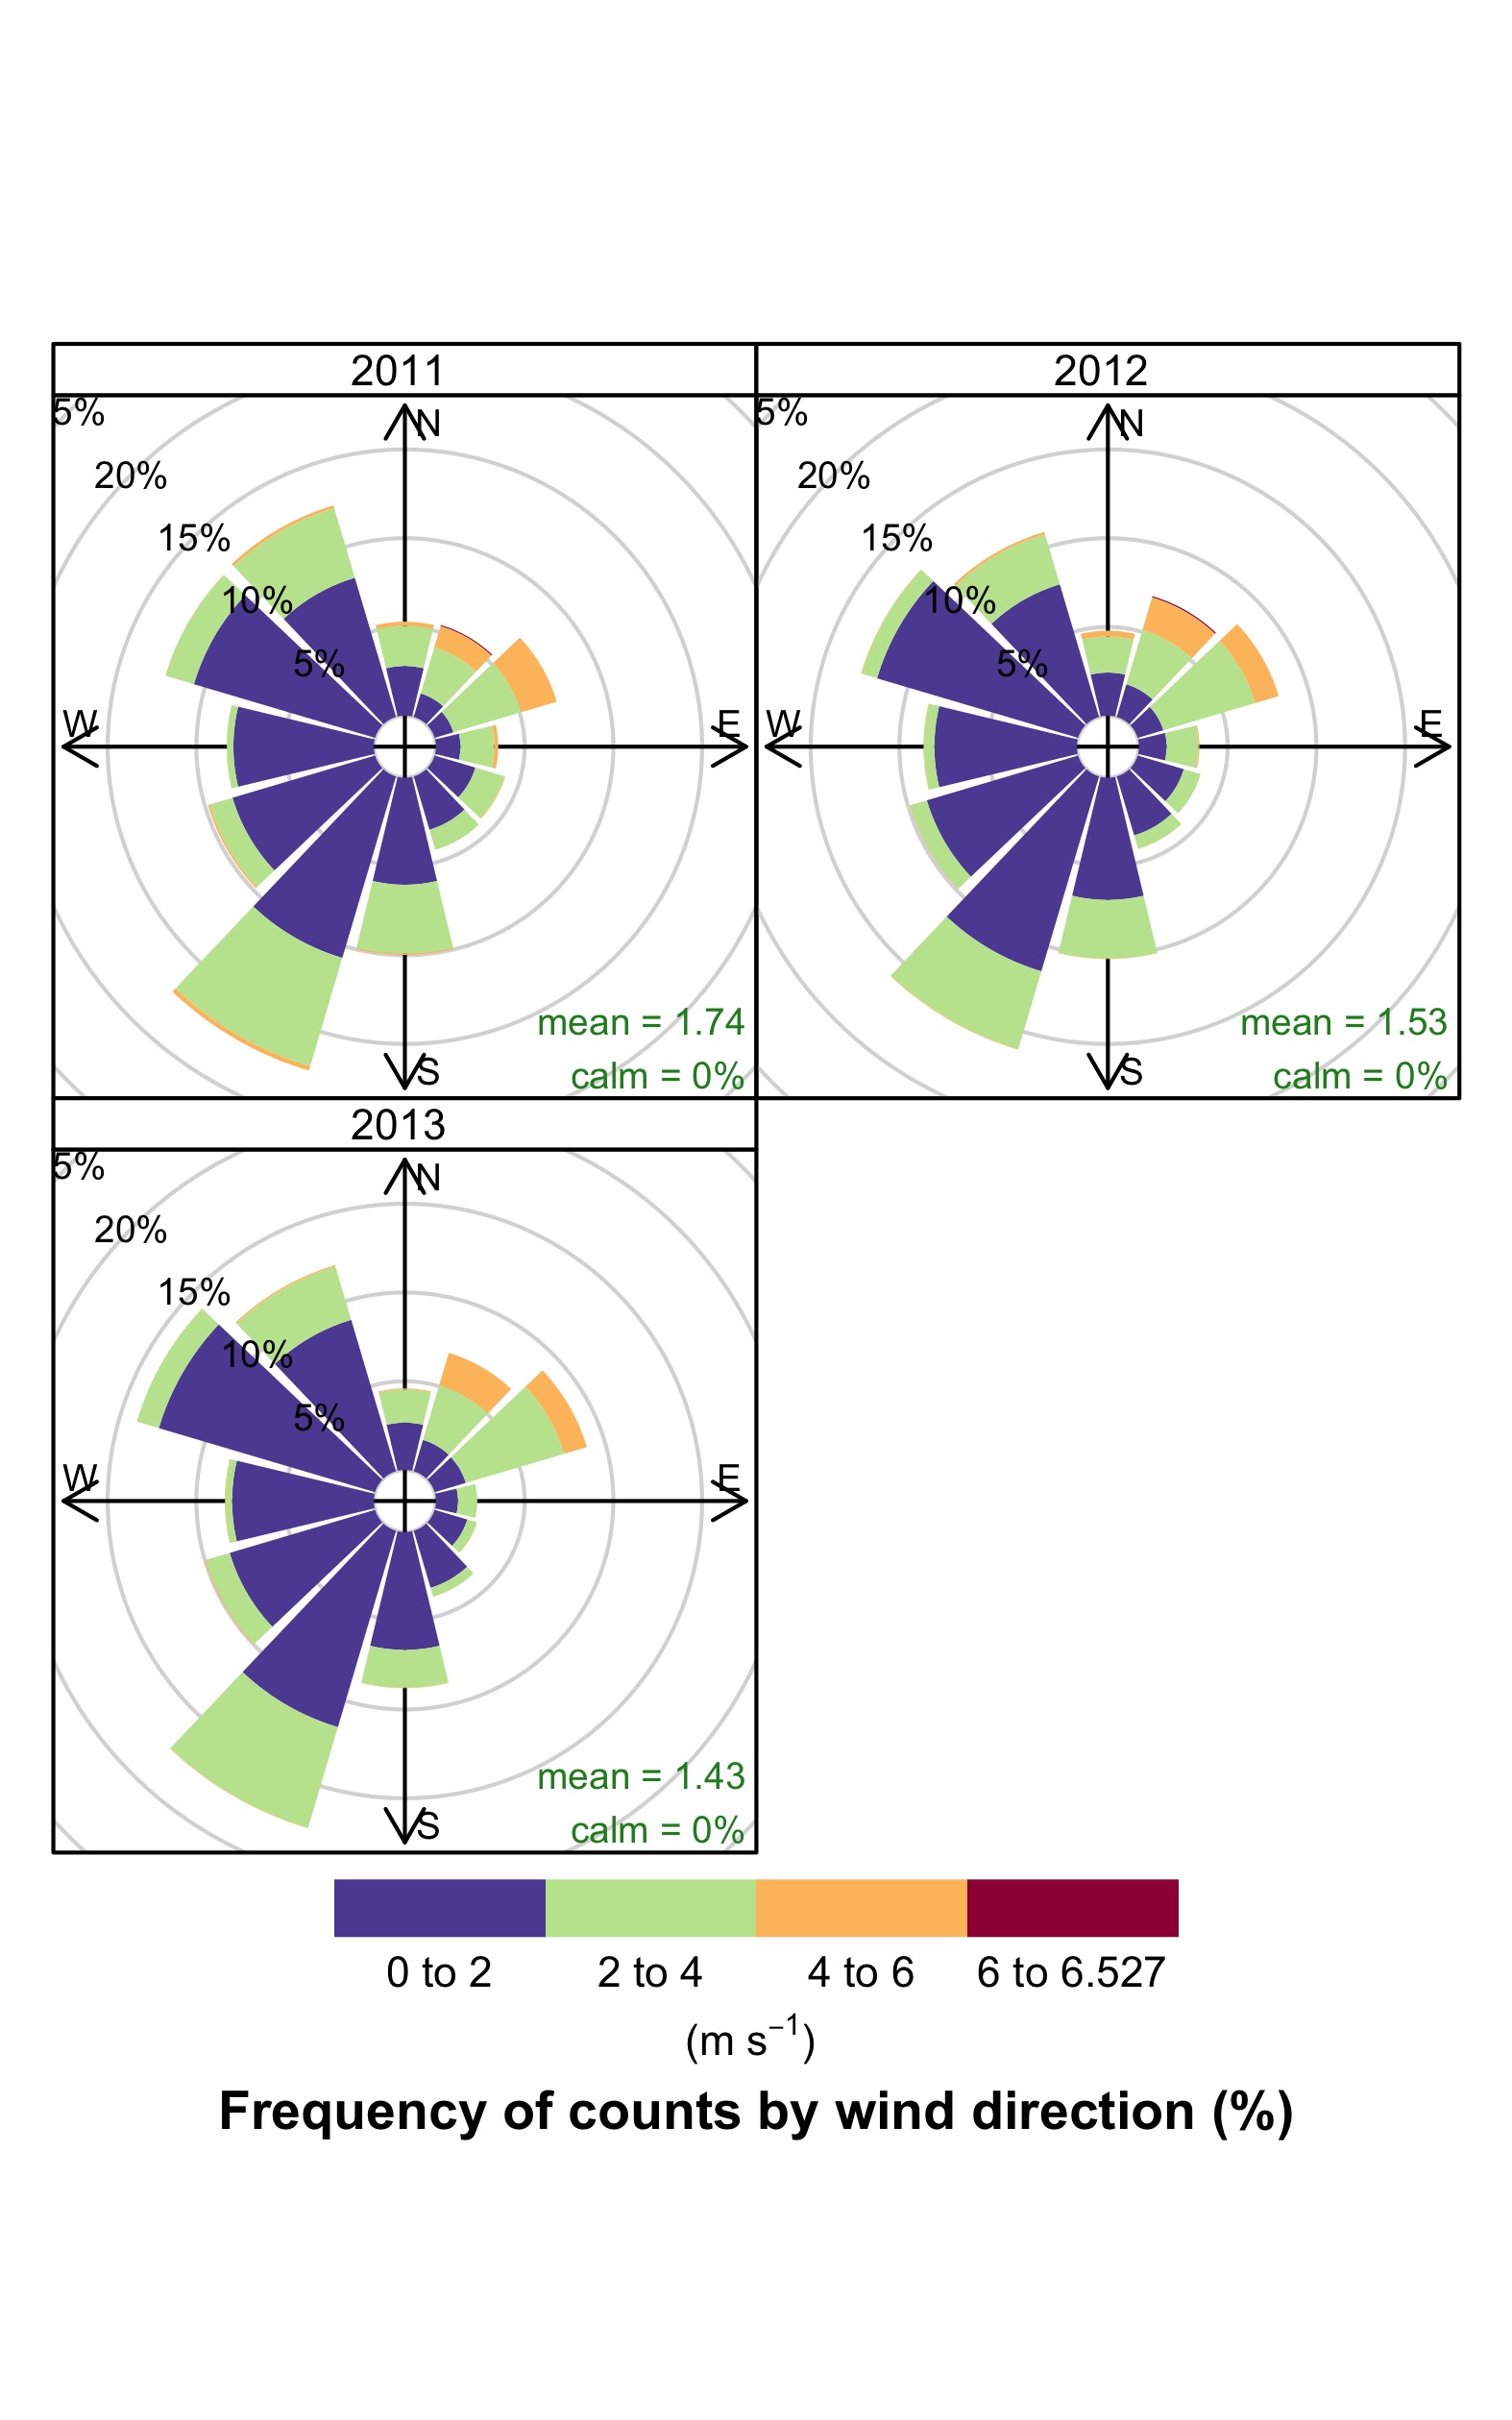 2011
5%
20%
15%
10%
5%
N
W
E
S
mean = 1.74
calm = 0%
2012
5%
20%
15%
10%
5%
N
W
E
S
mean = 1.53
calm = 0%
2013
5%
20%
15%
10%
5%
N
W
E
S
mean = 1.43
calm = 0%
0 to 2 2 to 4 4 to 6 6 to 6.527
(m s⁻¹)
Frequency of counts by wind direction (%)